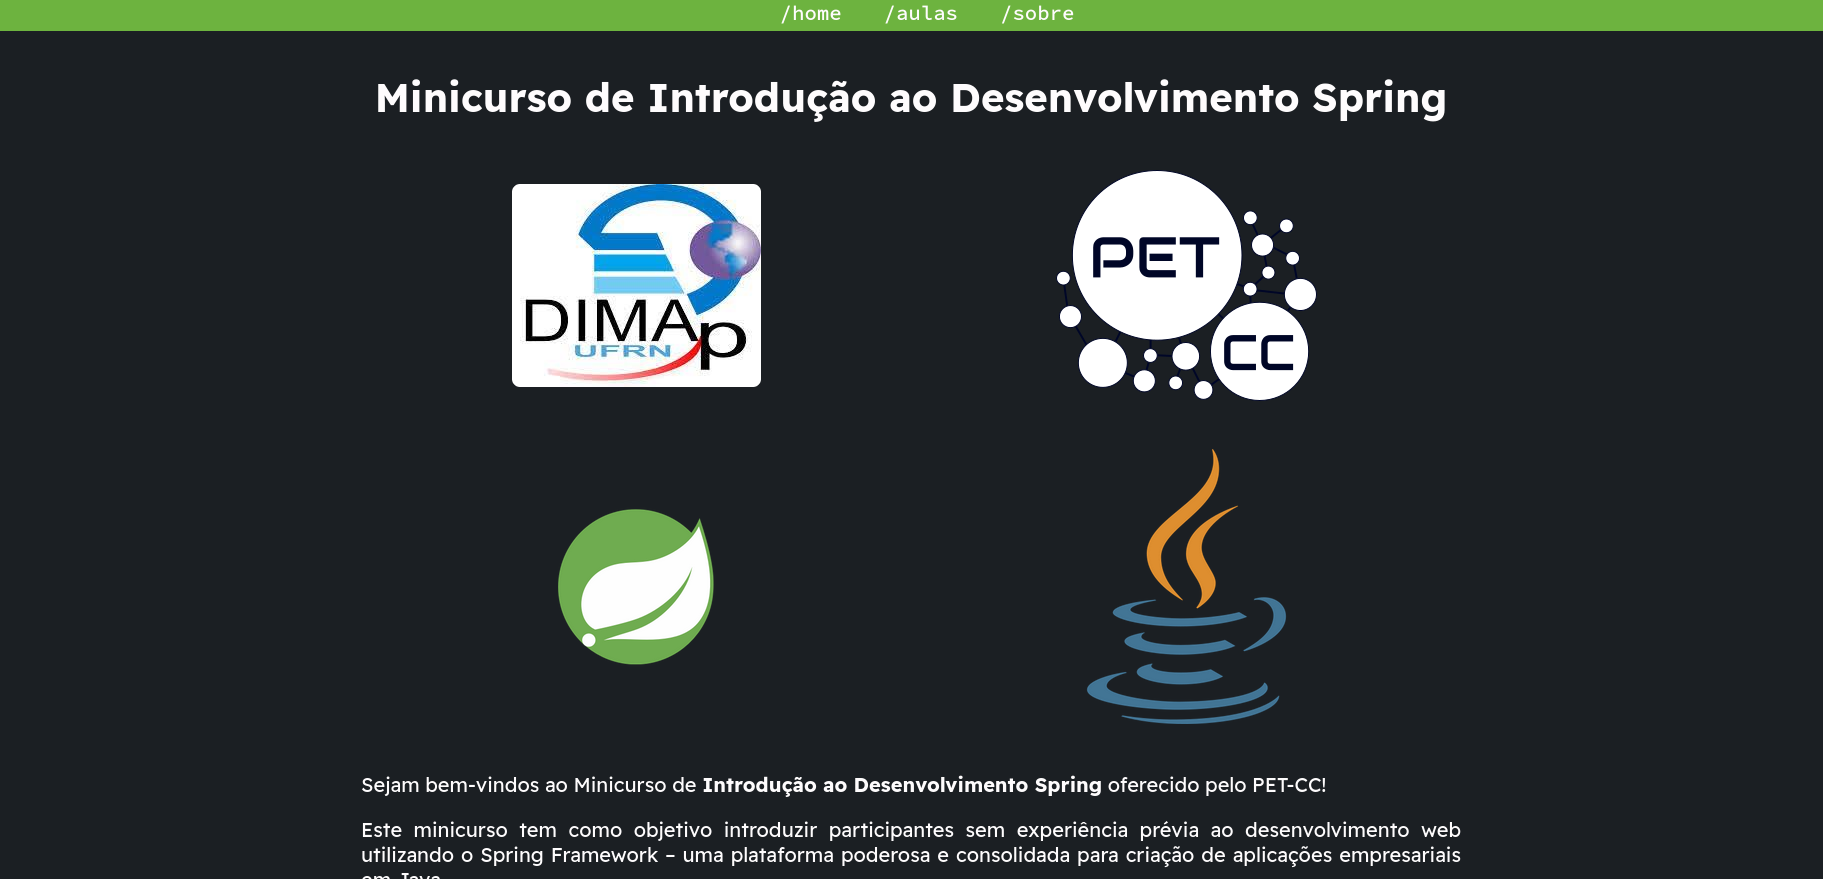 /home /aulas /sobre
Minicurso de Introdução ao Desenvolvimento Spring
DIMAp
UFRN
PET
CC
Sejam bem-vindos ao Minicurso de Introdução ao Desenvolvimento Spring oferecido pelo PET-CC!
Este minicurso tem como objetivo introduzir participantes sem experiência prévia ao desenvolvimento web
utilizando o Spring Framework – uma plataforma poderosa e consolidada para criação de aplicações empresariais
em Java